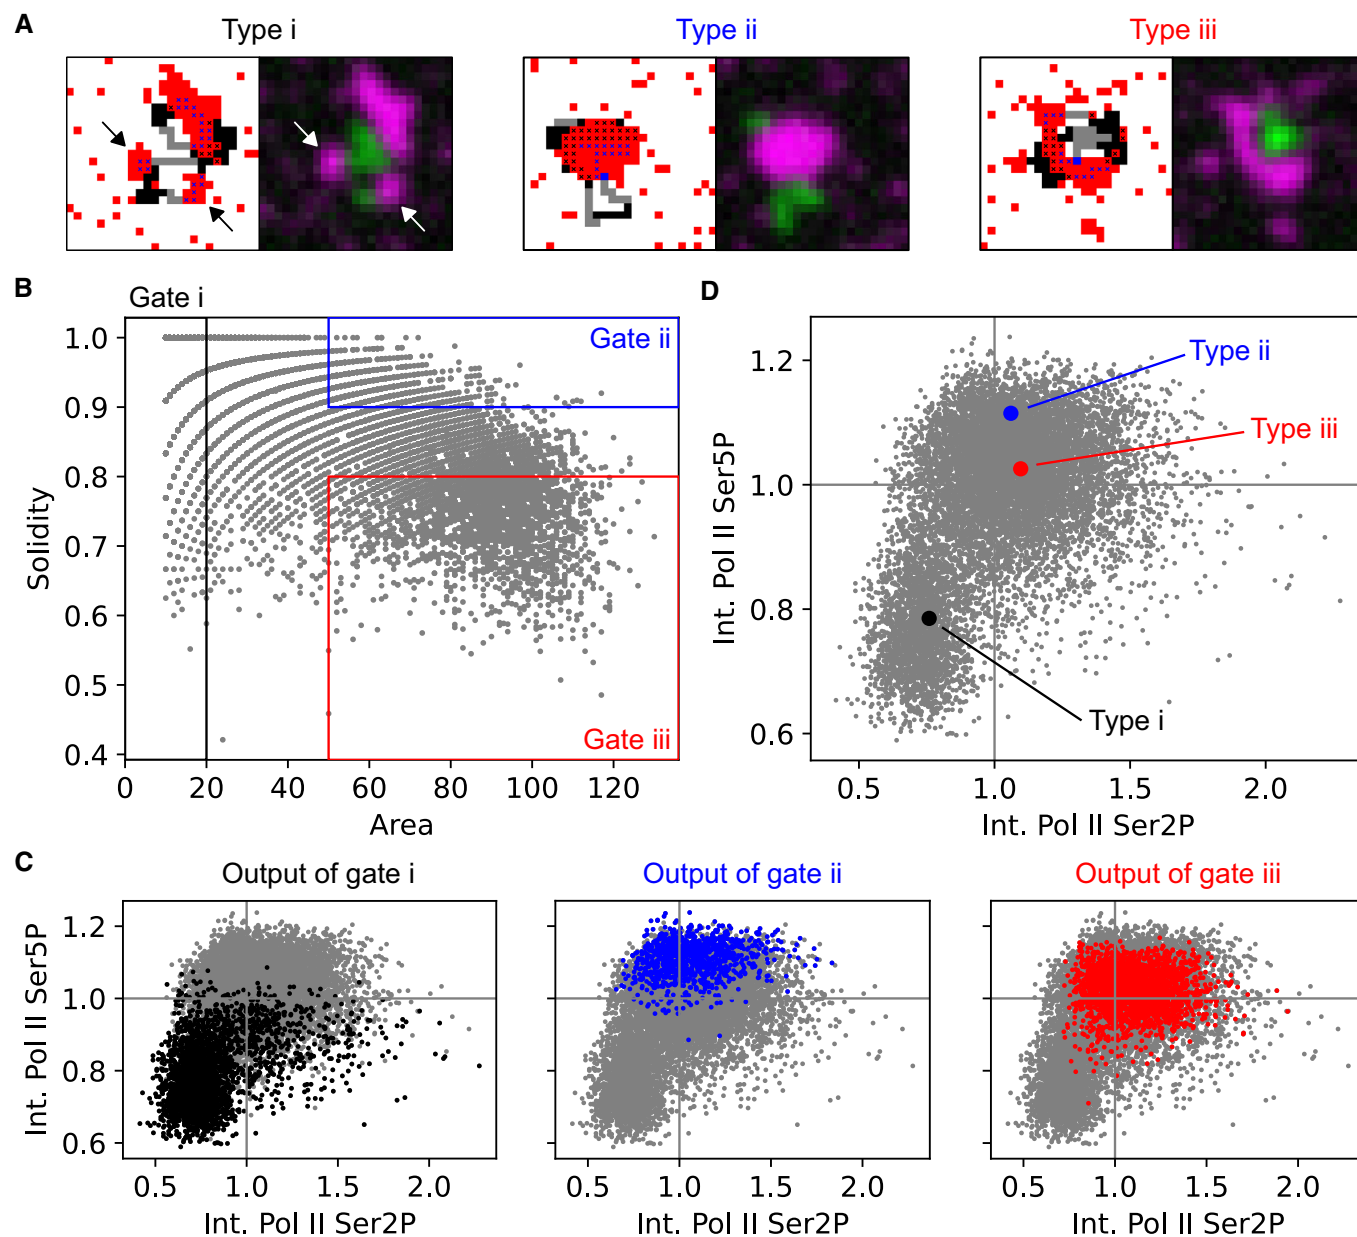 A
Type i
Type ii
Type iii
B
Gate i
Gate ii
Gate iii
1.0
0.9
0.8
0.7
0.6
0.5
0.4
Solidity
0 20 40 60 80 100 120
Area
D
Type ii
Type iii
Type i
1.2
1.0
0.8
0.6
Int. Pol II Ser5P
0.5 1.0 1.5 2.0
Int. Pol II Ser2P
C
Output of gate i
Output of gate ii
Output of gate iii
1.2
1.0
0.8
0.6
Int. Pol II Ser5P
0.5 1.0 1.5 2.0
0.5 1.0 1.5 2.0
0.5 1.0 1.5 2.0
Int. Pol II Ser2P
Int. Pol II Ser2P
Int. Pol II Ser2P